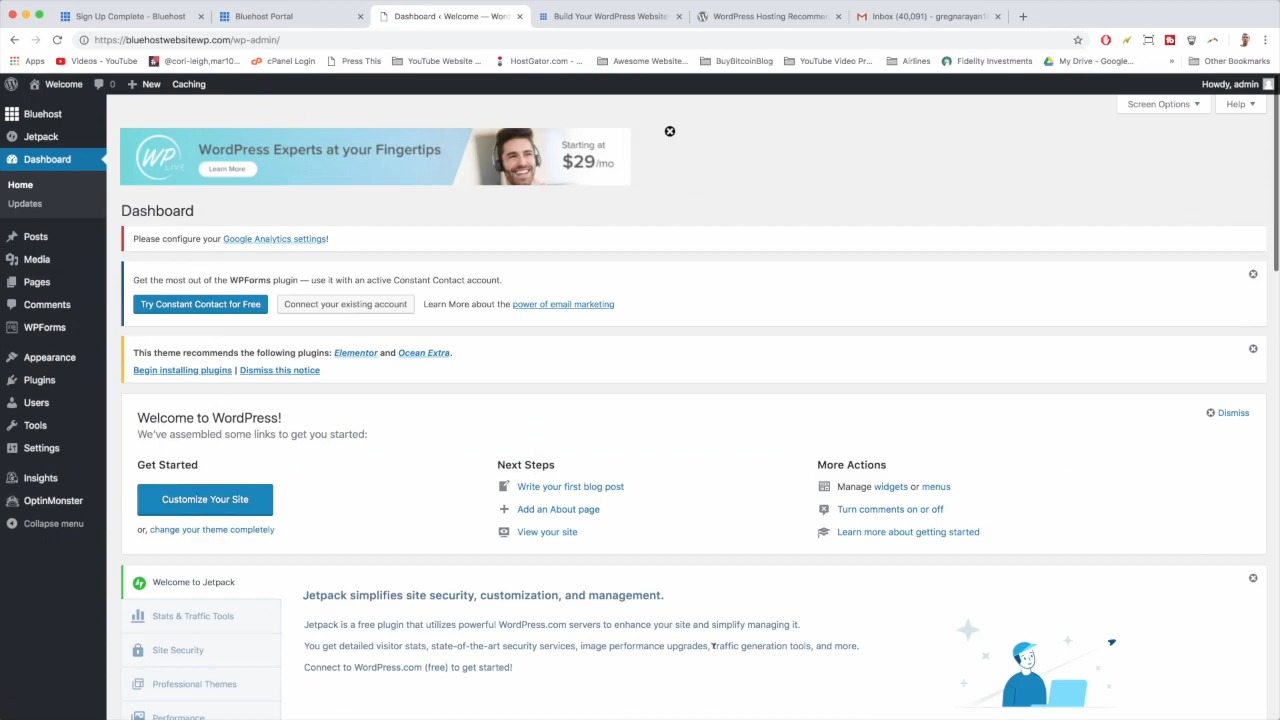 Sign Up Complete - Bluehost
Bluehost Portal
Dashboard ‹ Welcome — Word
Build Your WordPress Website
WordPress Hosting Recommen
Inbox (40,091) - gregnarayan1
https://bluehostwebsitewp.com/wp-admin/
Apps
Videos - YouTube
@cori-leigh,mar10...
cPanel Login
Press This
YouTube Website ...
HostGator.com...
Awesome Website...
BuyBitcoinBlog
YouTube Video Pr...
Airlines
Fidelity Investments
My Drive - Google...
»
Other Bookmarks
Welcome
0
New
Caching
Howdy, admin
Screen Options
Help
Bluehost
Jetpack
Dashboard
Home
Updates
Posts
Media
Pages
Comments
WPForms
Appearance
Plugins
Users
Tools
Settings
Insights
OptinMonster
Collapse menu
WP
LIVE
WordPress Experts at your Fingertips
Learn More
Starting at
$29/mo
Dashboard
Please configure your Google Analytics settings!
Get the most out of the WPForms plugin — use it with an active Constant Contact account.
Try Constant Contact for Free
Connect your existing account
Learn More about the power of email marketing
This theme recommends the following plugins: Elementor and Ocean Extra.
Begin installing plugins | Dismiss this notice
Welcome to WordPress!
We've assembled some links to get you started:
Dismiss
Get Started
Customize Your Site
or, change your theme completely
Next Steps
Write your first blog post
Add an About page
View your site
More Actions
Manage widgets or menus
Turn comments on or off
Learn more about getting started
Welcome to Jetpack
Stats & Traffic Tools
Site Security
Professional Themes
Performance
Jetpack simplifies site security, customization, and management.
Jetpack is a free plugin that utilizes powerful WordPress.com servers to enhance your site and simplify managing it.
You get detailed visitor stats, state-of-the-art security services, image performance upgrades, traffic generation tools, and more.
Connect to WordPress.com (free) to get started!